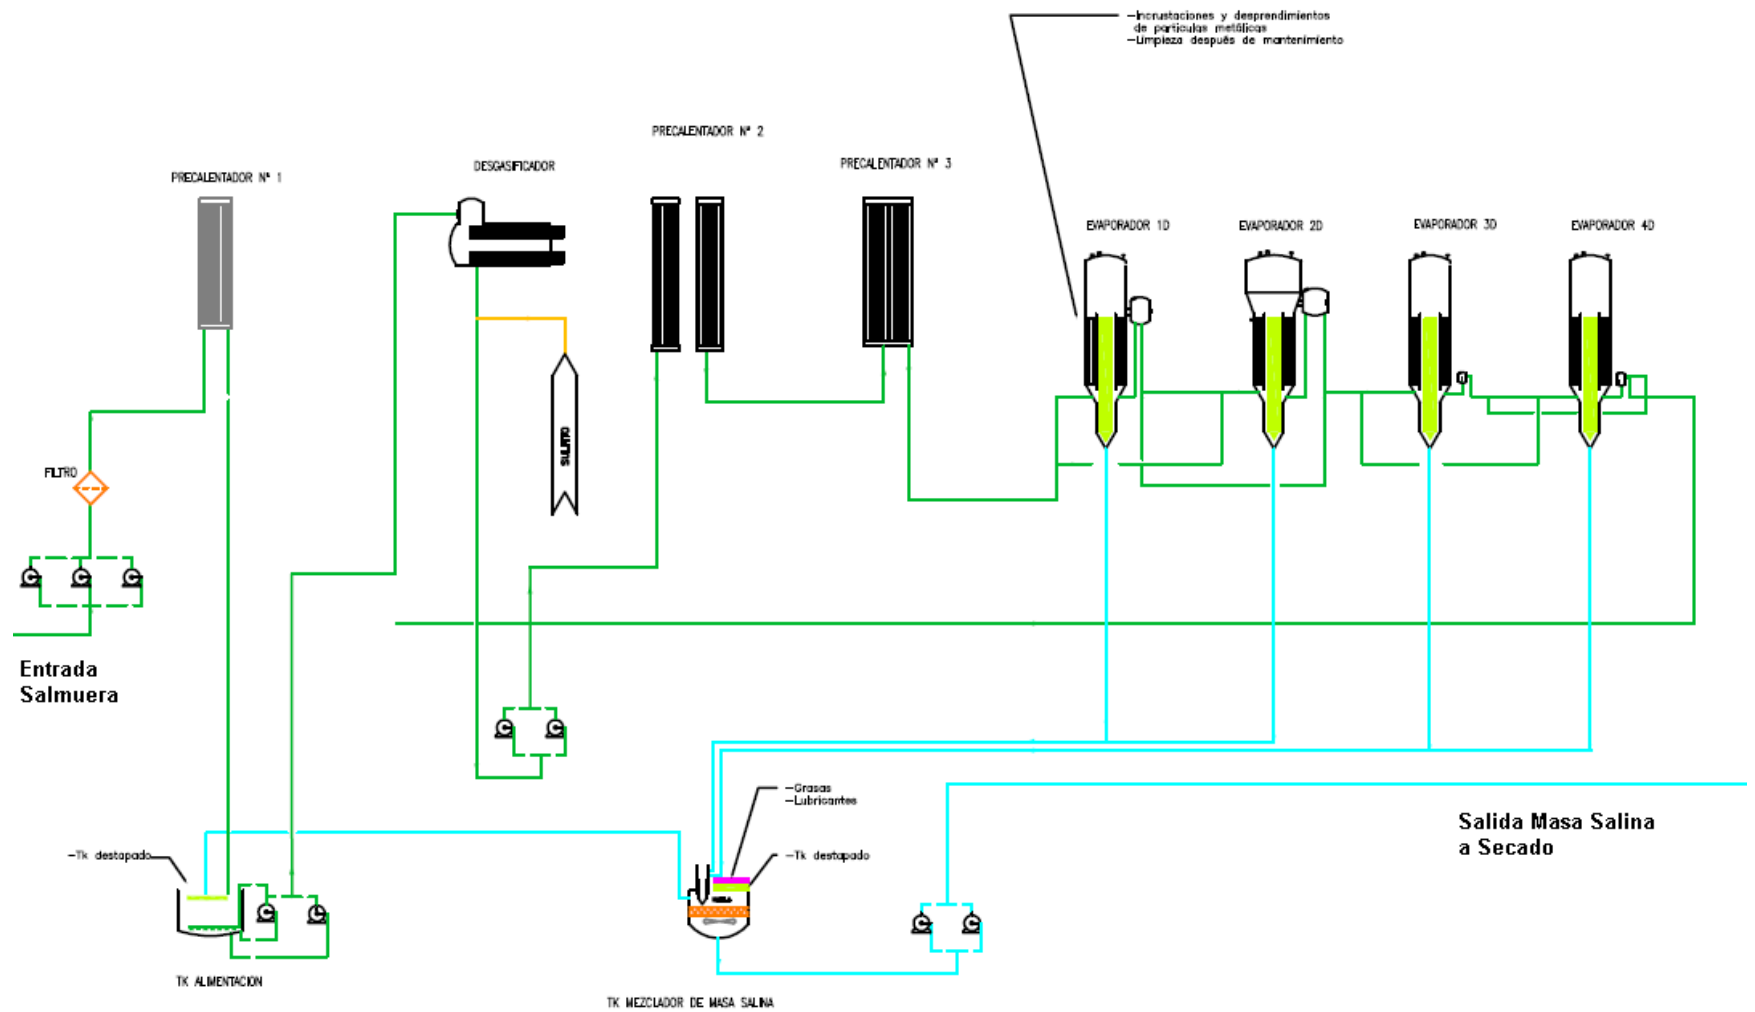 -Incrustaciones y desprendimientos
de partículas metálicas
-Limpieza después de mantenimiento
PRECALENTADOR Nº 1
DESGASIFICADOR
PRECALENTADOR Nº 2
PRECALENTADOR Nº 3
EVAPORADOR 1D
EVAPORADOR 2D
EVAPORADOR 3D
EVAPORADOR 4D
SULFITO
FILTRO
Entrada
Salmuera
-Grasas
-Lubricantes
-Tk destapado
-Tk destapado
Salida Masa Salina
a Secado
TK ALIMENTACION
TK MEZCLADOR DE MASA SALINA